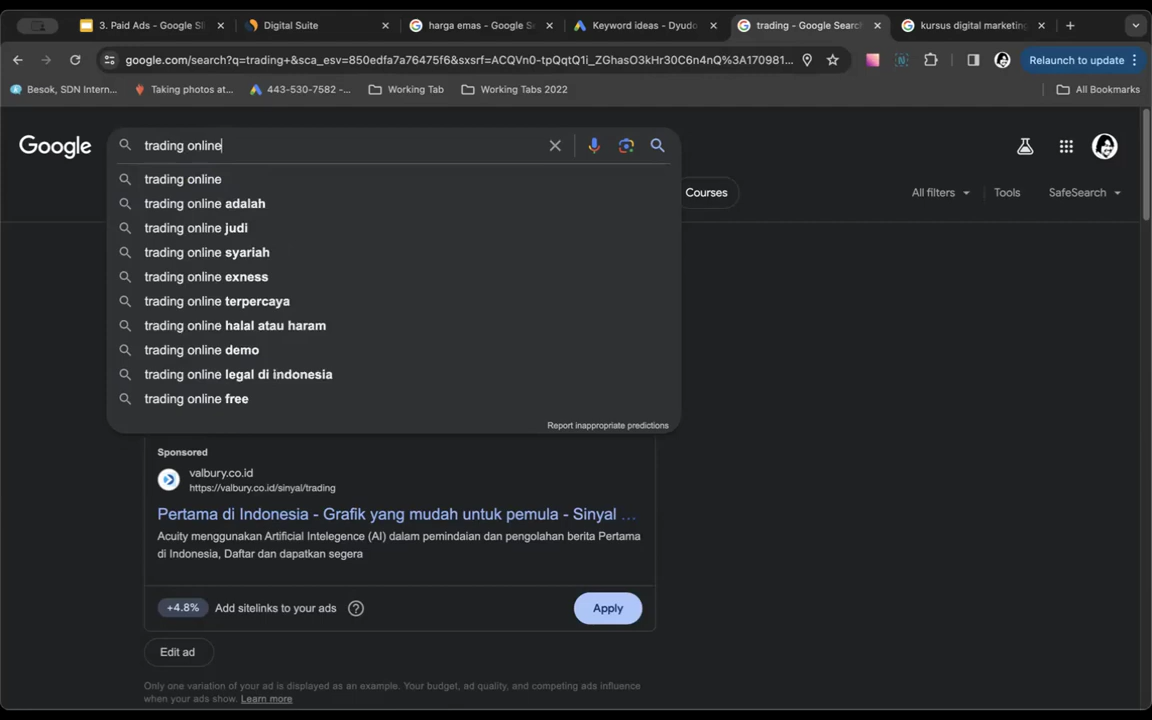 3. Paid Ads - Google Sli
Digital Suite
harga emas - Google Se
Keyword ideas - Dyudo
trading - Google Search
kursus digital marketing
google.com/search?q=trading+&sca_esv=850edfa7a76475f6&sxsrf=ACQVn0-tpQqtQ1i_ZGhasO3kHr30C6n4nQ%3A170981...
Relaunch to update
Besok, SDN Intern...
Taking photos at...
443-530-7582 -...
Working Tab
Working Tabs 2022
All Bookmarks
Google
trading online
Courses
All filters
Tools
SafeSearch
trading online
trading online adalah
trading online judi
trading online syariah
trading online exness
trading online terpercaya
trading online halal atau haram
trading online demo
trading online legal di indonesia
trading online free
Report inappropriate predictions
Sponsored
valbury.co.id
https://valbury.co.id/sinyal/trading
Pertama di Indonesia - Grafik yang mudah untuk pemula - Sinyal ...
Acuity menggunakan Artificial Intelegence (AI) dalam pemindaian dan pengolahan berita Pertama
di Indonesia, Daftar dan dapatkan segera
+4.8% Add sitelinks to your ads
Apply
Edit ad
Only one variation of your ad is displayed as an example. Your budget, ad quality, and competing ads influence
when your ads show. Learn more